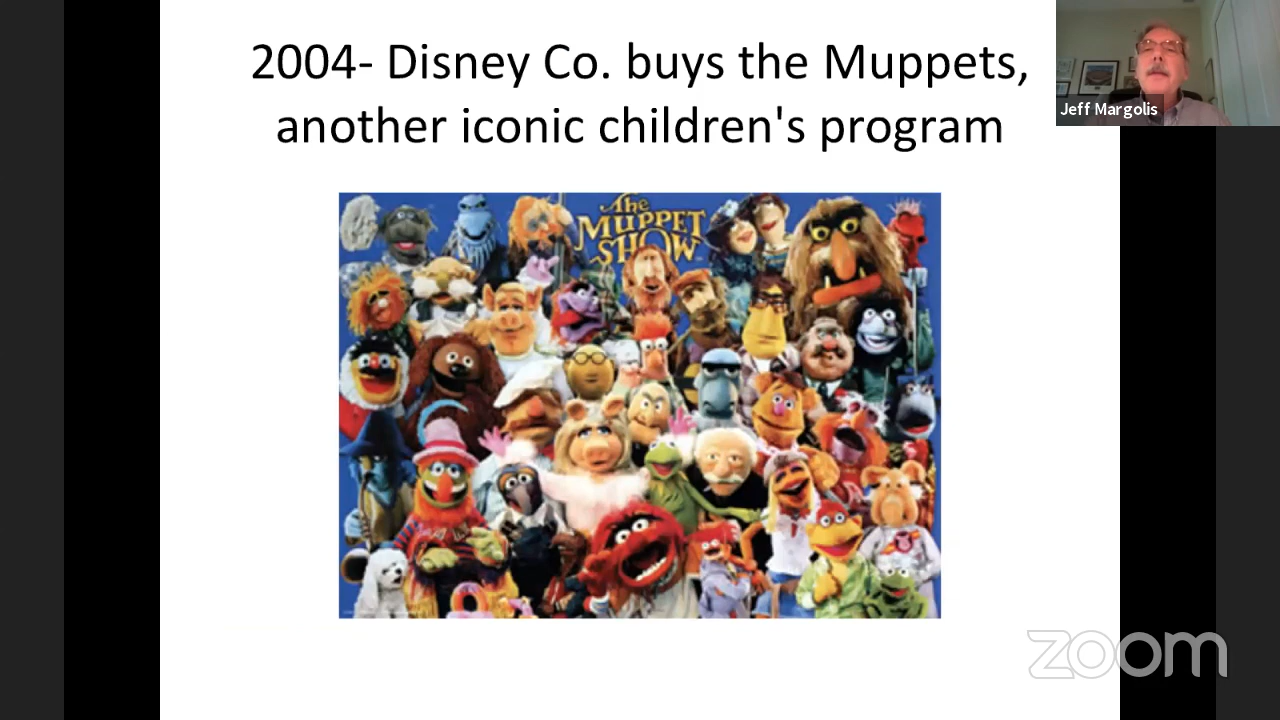 2004- Disney Co. buys the Muppets,
another iconic children's program
Jeff Margolis
The
MUPPET
SHOW
zoom